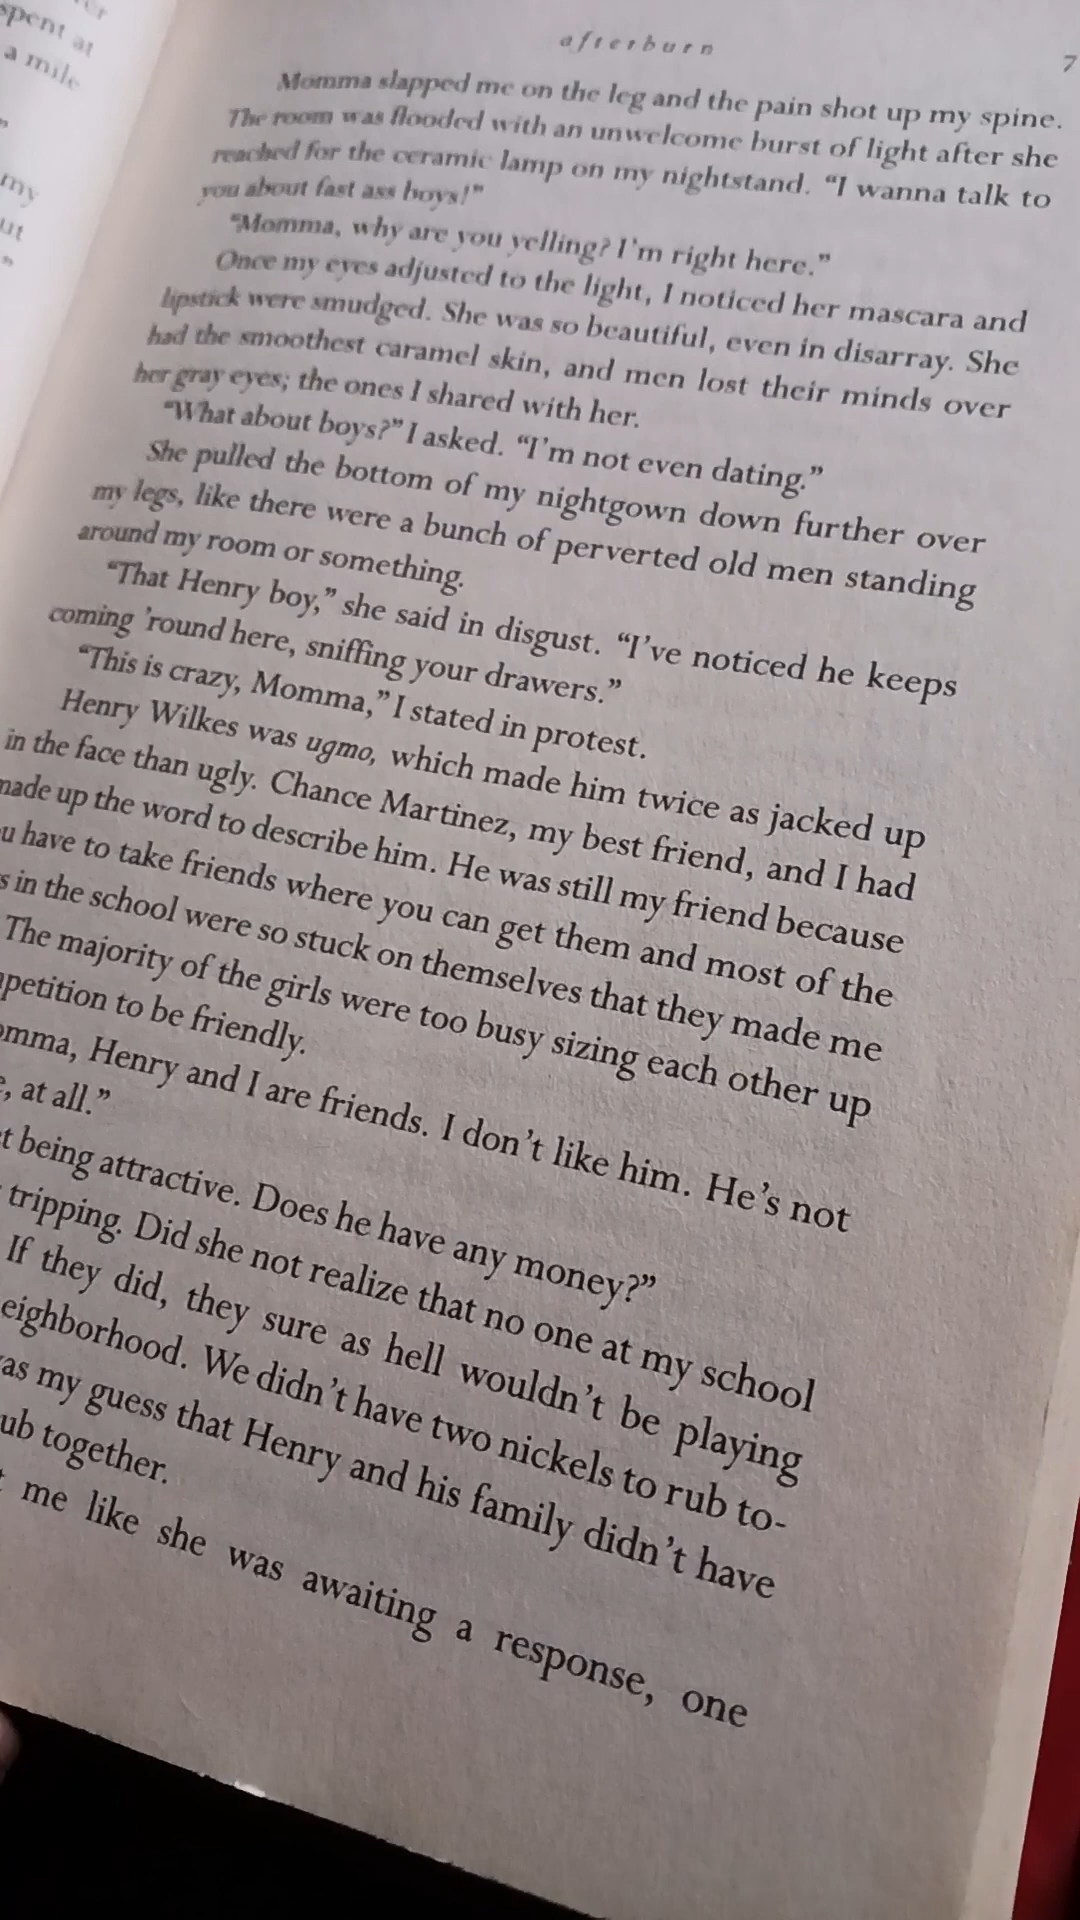 spent at
a mile
my
afterburn
7
Momma slapped me on the leg and the pain shot up my spine.
The room was flooded with an unwelcome burst of light after she
reached for the ceramic lamp on my nightstand. “I wanna talk to
you about fast ass boys!”
“Momma, why are you yelling? I’m right here.”
Once my eyes adjusted to the light, I noticed her mascara and
lipstick were smudged. She was so beautiful, even in disarray. She
had the smoothest caramel skin, and men lost their minds over
her gray eyes; the ones I shared with her.
“What about boys?” I asked. “I’m not even dating.”
She pulled the bottom of my nightgown down further over
my legs, like there were a bunch of perverted old men standing
around my room or something.
“That Henry boy,” she said in disgust. “I’ve noticed he keeps
coming ’round here, sniffing your drawers.”
“This is crazy, Momma,” I stated in protest.
Henry Wilkes was ugmo, which made him twice as jacked up
in the face than ugly. Chance Martinez, my best friend, and I had
made up the word to describe him. He was still my friend because
u have to take friends where you can get them and most of the
s in the school were so stuck on themselves that they made me
The majority of the girls were too busy sizing each other up
petition to be friendly.
omma, Henry and I are friends. I don’t like him. He’s not
e, at all.”
t being attractive. Does he have any money?”
tripping. Did she not realize that no one at my school
If they did, they sure as hell wouldn’t be playing
eighborhood. We didn’t have two nickels to rub to-
as my guess that Henry and his family didn’t have
ub together.
t me like she was awaiting a response, one